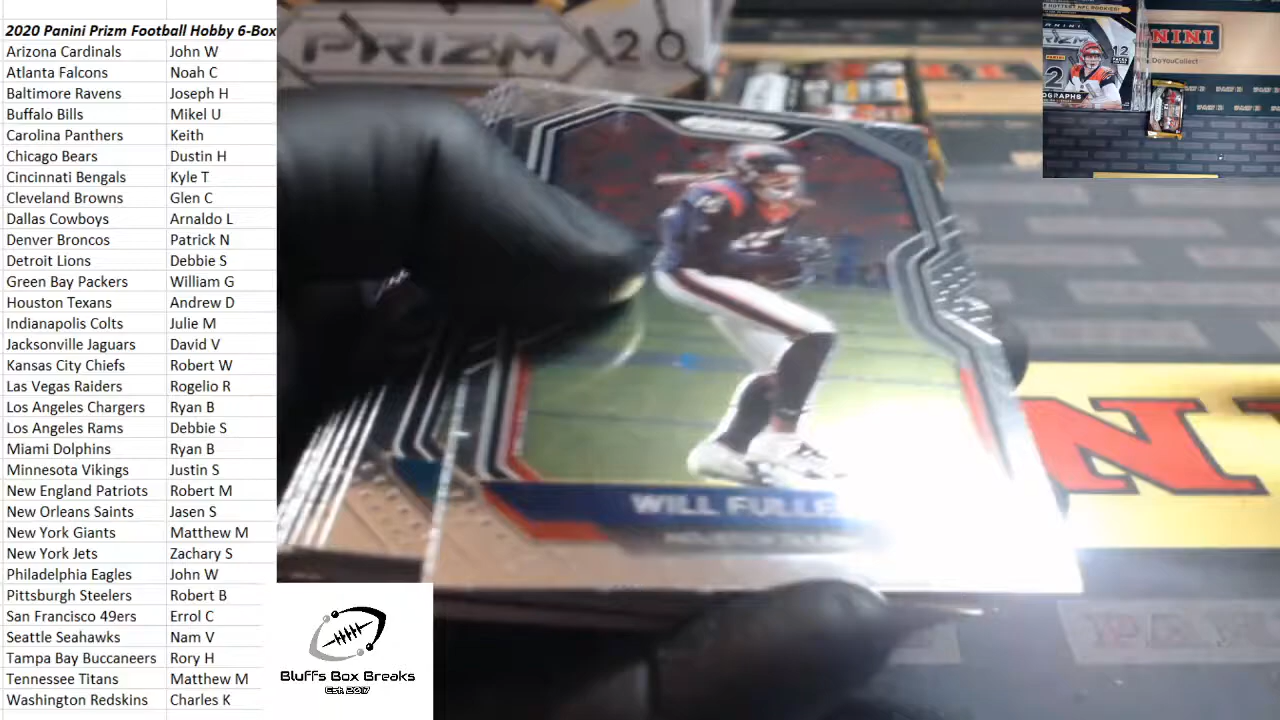 2020 Panini Prizm Football Hobby 6-Box
Arizona Cardinals John W
Atlanta Falcons Noah C
Baltimore Ravens Joseph H
Buffalo Bills Mikel U
Carolina Panthers Keith
Chicago Bears Dustin H
Cincinnati Bengals Kyle T
Cleveland Browns Glen C
Dallas Cowboys Arnaldo L
Denver Broncos Patrick N
Detroit Lions Debbie S
Green Bay Packers William G
Houston Texans Andrew D
Indianapolis Colts Julie M
Jacksonville Jaguars David V
Kansas City Chiefs Robert W
Las Vegas Raiders Rogelio R
Los Angeles Chargers Ryan B
Los Angeles Rams Debbie S
Miami Dolphins Ryan B
Minnesota Vikings Justin S
New England Patriots Robert M
New Orleans Saints Jasen S
New York Giants Matthew M
New York Jets Zachary S
Philadelphia Eagles John W
Pittsburgh Steelers Robert B
San Francisco 49ers Errol C
Seattle Seahawks Nam V
Tampa Bay Buccaneers Rory H
Tennessee Titans Matthew M
Washington Redskins Charles K
PRIZM 20
WILL FULLE
PANINI
DoYouCollect
12
Bluffs Box Breaks
Est. 2017